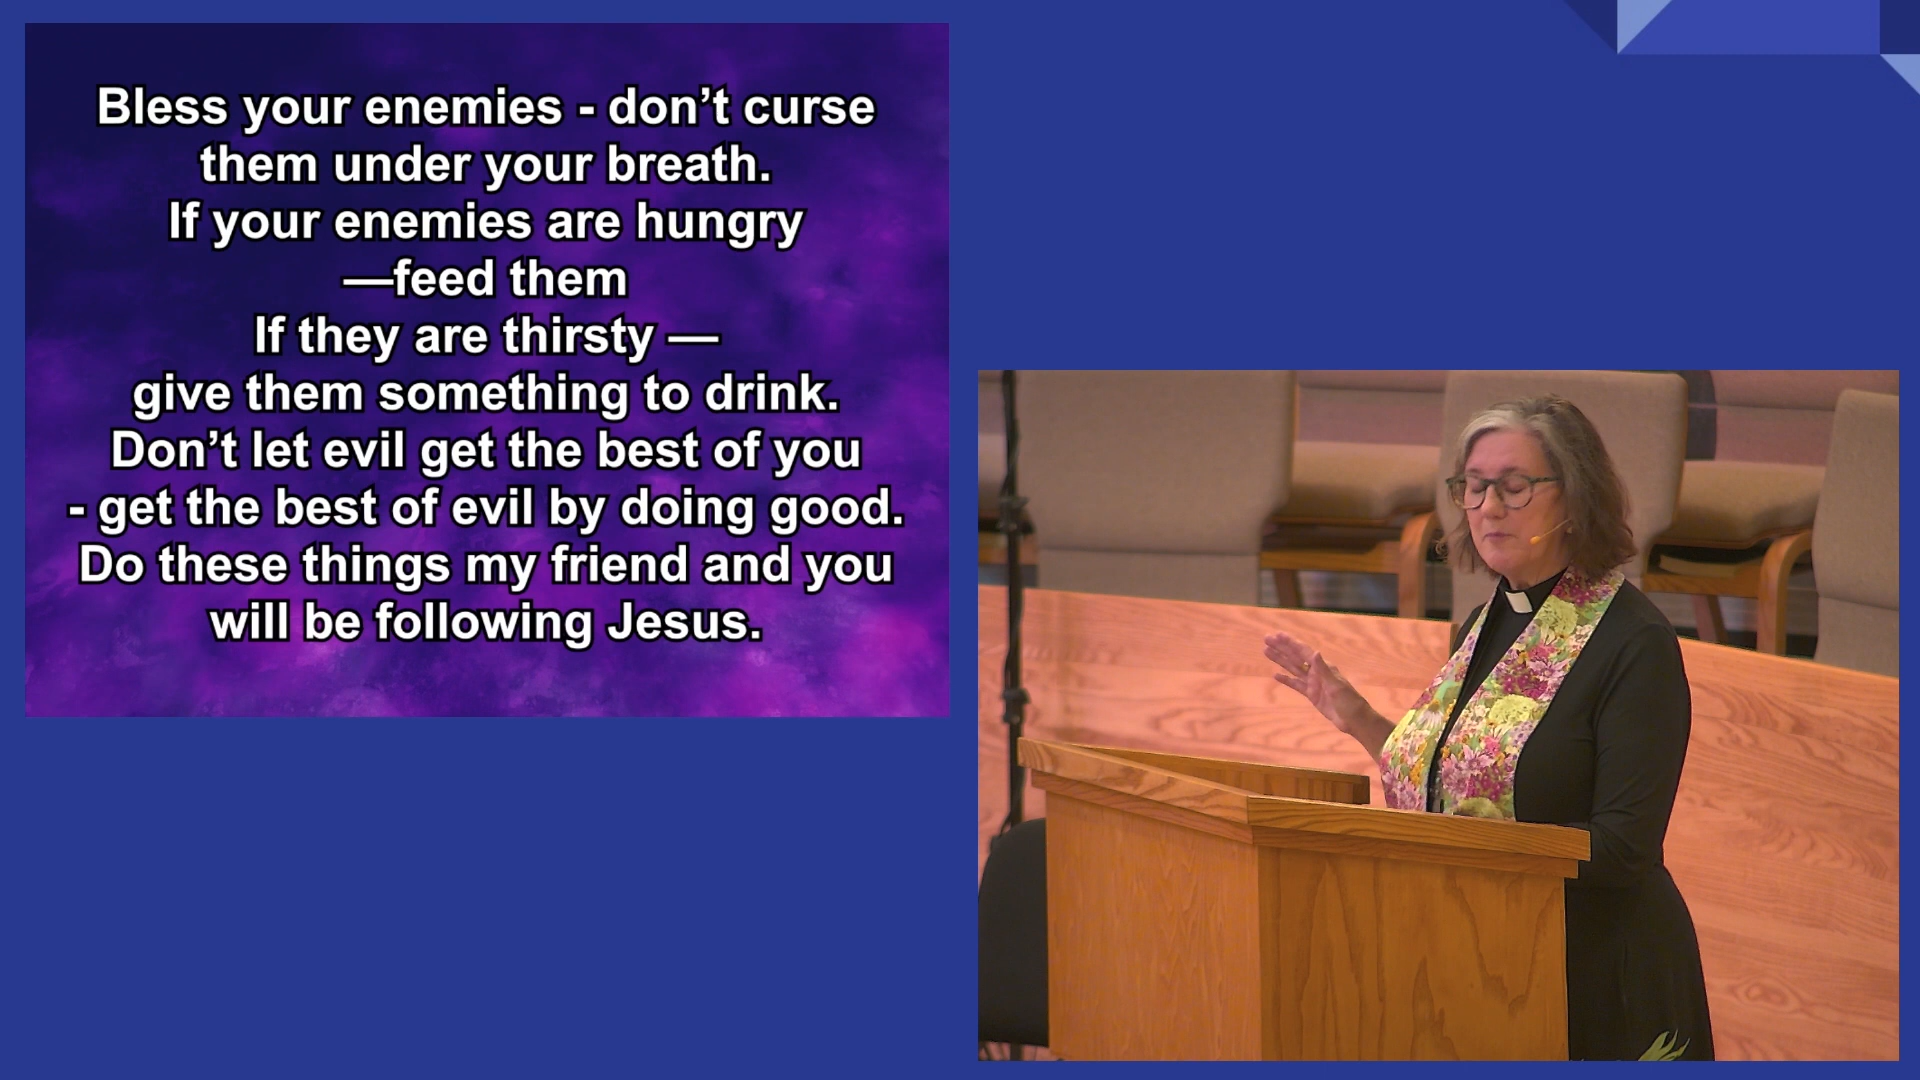 Bless your enemies - don’t curse
them under your breath.
If your enemies are hungry
—feed them
If they are thirsty —
give them something to drink.
Don’t let evil get the best of you
- get the best of evil by doing good.
Do these things my friend and you
will be following Jesus.